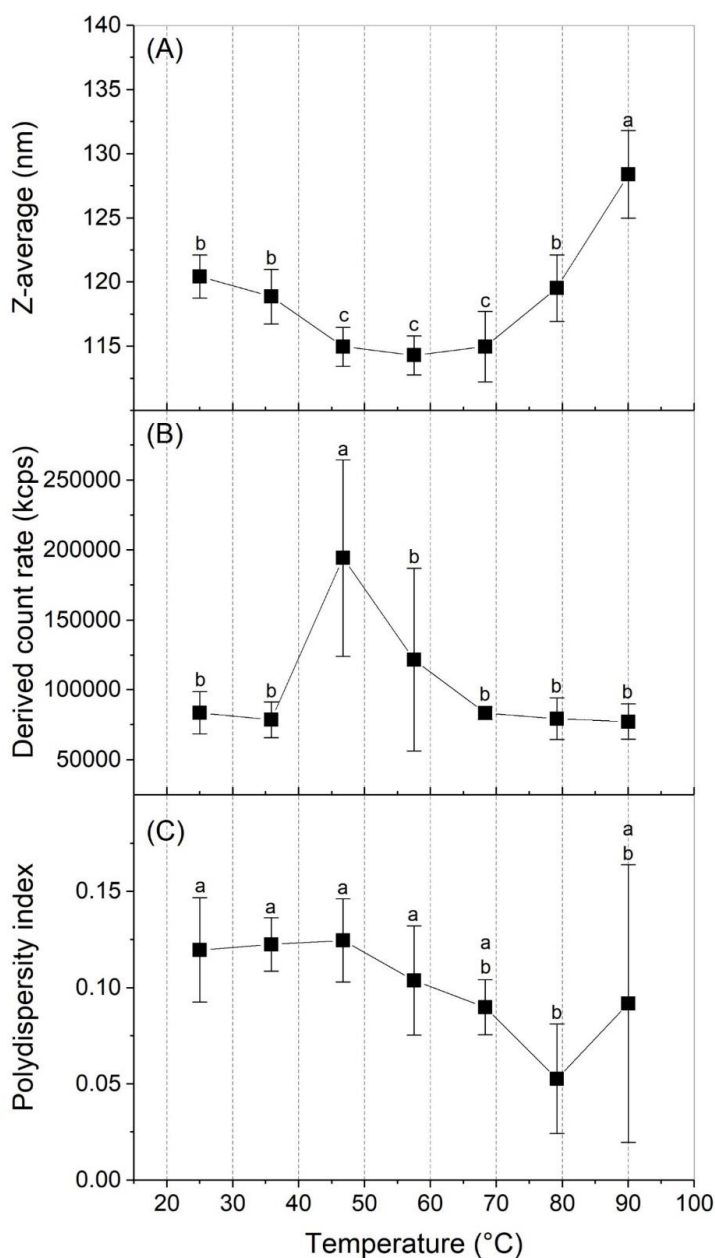 (A)
Z-average (nm)
140
135
130
125
120
115
b
b
c
c
c
b
a
(B)
Derived count rate (kcps)
250000
200000
150000
100000
50000
b
b
a
b
b
b
b
(C)
Polydispersity index
0.15
0.10
0.05
0.00
a
a
a
a
a
b
b
a
b
20 30 40 50 60 70 80 90 100
Temperature (°C)